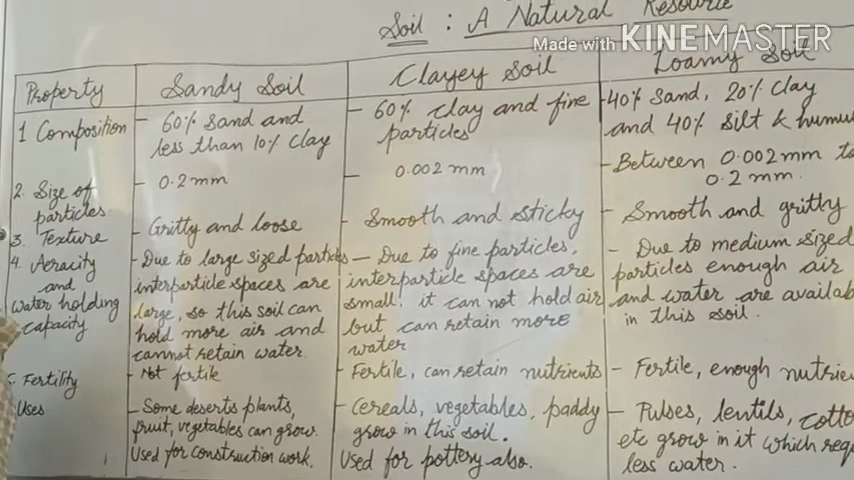 Soil : A Natural Resource
Made with KINEMASTER
Property
Sandy Soil
Clayey Soil
Loamy Soil
1 Composition
- 60% sand and
less than 10% clay
- 60% clay and fine
particles
- 40% sand, 20% clay
and 40% silt & humu
2. Size of
particles.
- 0.2 mm
- 0.002 mm
- Between 0.002 mm to
0.2 mm.
3. Texture
- Gritty and loose
- Smooth and sticky
- Smooth and gritty
4. Aeracity
and
water holding
capacity
- Due to large sized particles
interparticle spaces are
large, so this soil can
hold more air and
cannot retain water.
- Due to fine particles,
interparticle spaces are
small. it can not hold air
but can retain more
water
- Due to medium sized
particles enough air
and water are availab
in this soil.
5. Fertility
- Not fertile
- Fertile, can retain nutrients
- Fertile, enough nutrie
Uses
- Some deserts plants,
fruit, vegetables can grow.
Used for construction work.
- Cereals, vegetables, paddy
grow in this soil.
Used for pottery also.
- Pulses, lentils, cotto
etc grow in it which requ
less water.